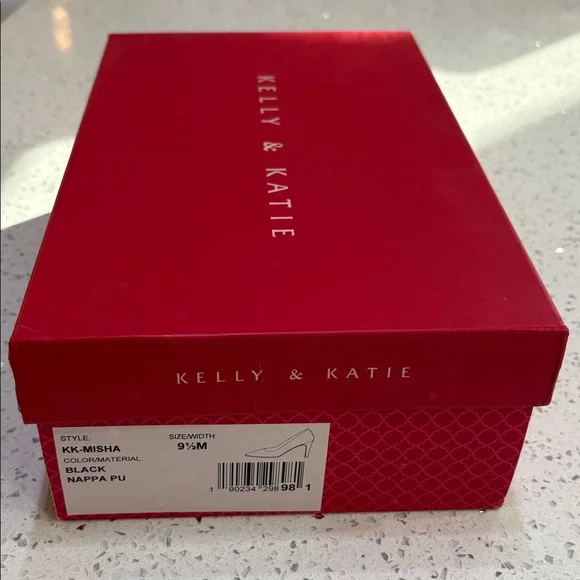 KELLY & KATIE
KELLY & KATIE
STYLE: SIZE/WIDTH:
KK-MISHA 9½M
COLOR/MATERIAL:
BLACK
NAPPA PU
1 90234 29898 1